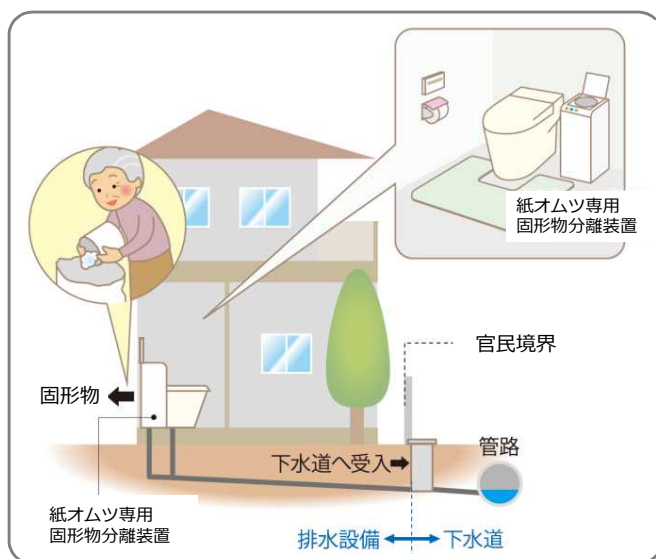 紙オムツ専用
固形物分離装置
官民境界
固形物
下水道へ受入
管路
紙オムツ専用
固形物分離装置
排水設備
下水道